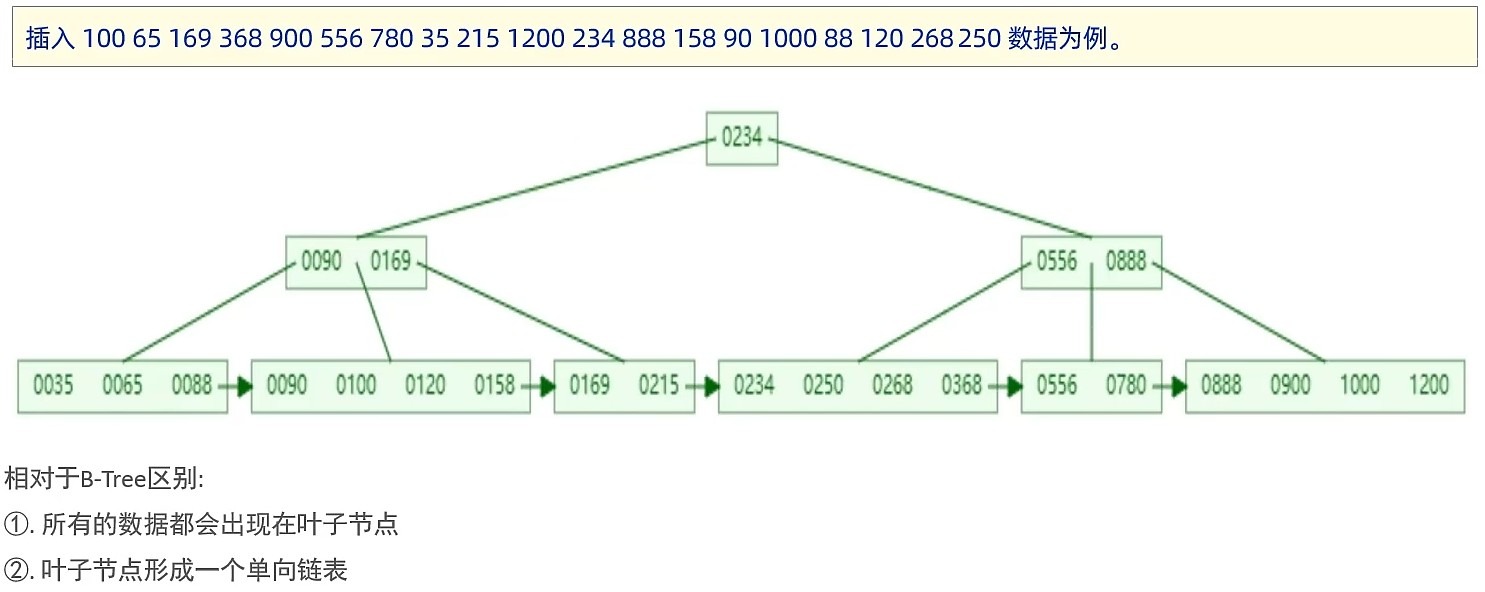 插入 100 65 169 368 900 556 780 35 215 1200 234 888 158 90 1000 88 120 268 250 数据为例。
0234
0090 0169 0556 0888
0035 0065 0088 0090 0100 0120 0158 0169 0215 0234 0250 0268 0368 0556 0780 0888 0900 1000 1200
相对于B-Tree区别:
①. 所有的数据都会出现在叶子节点
②. 叶子节点形成一个单向链表